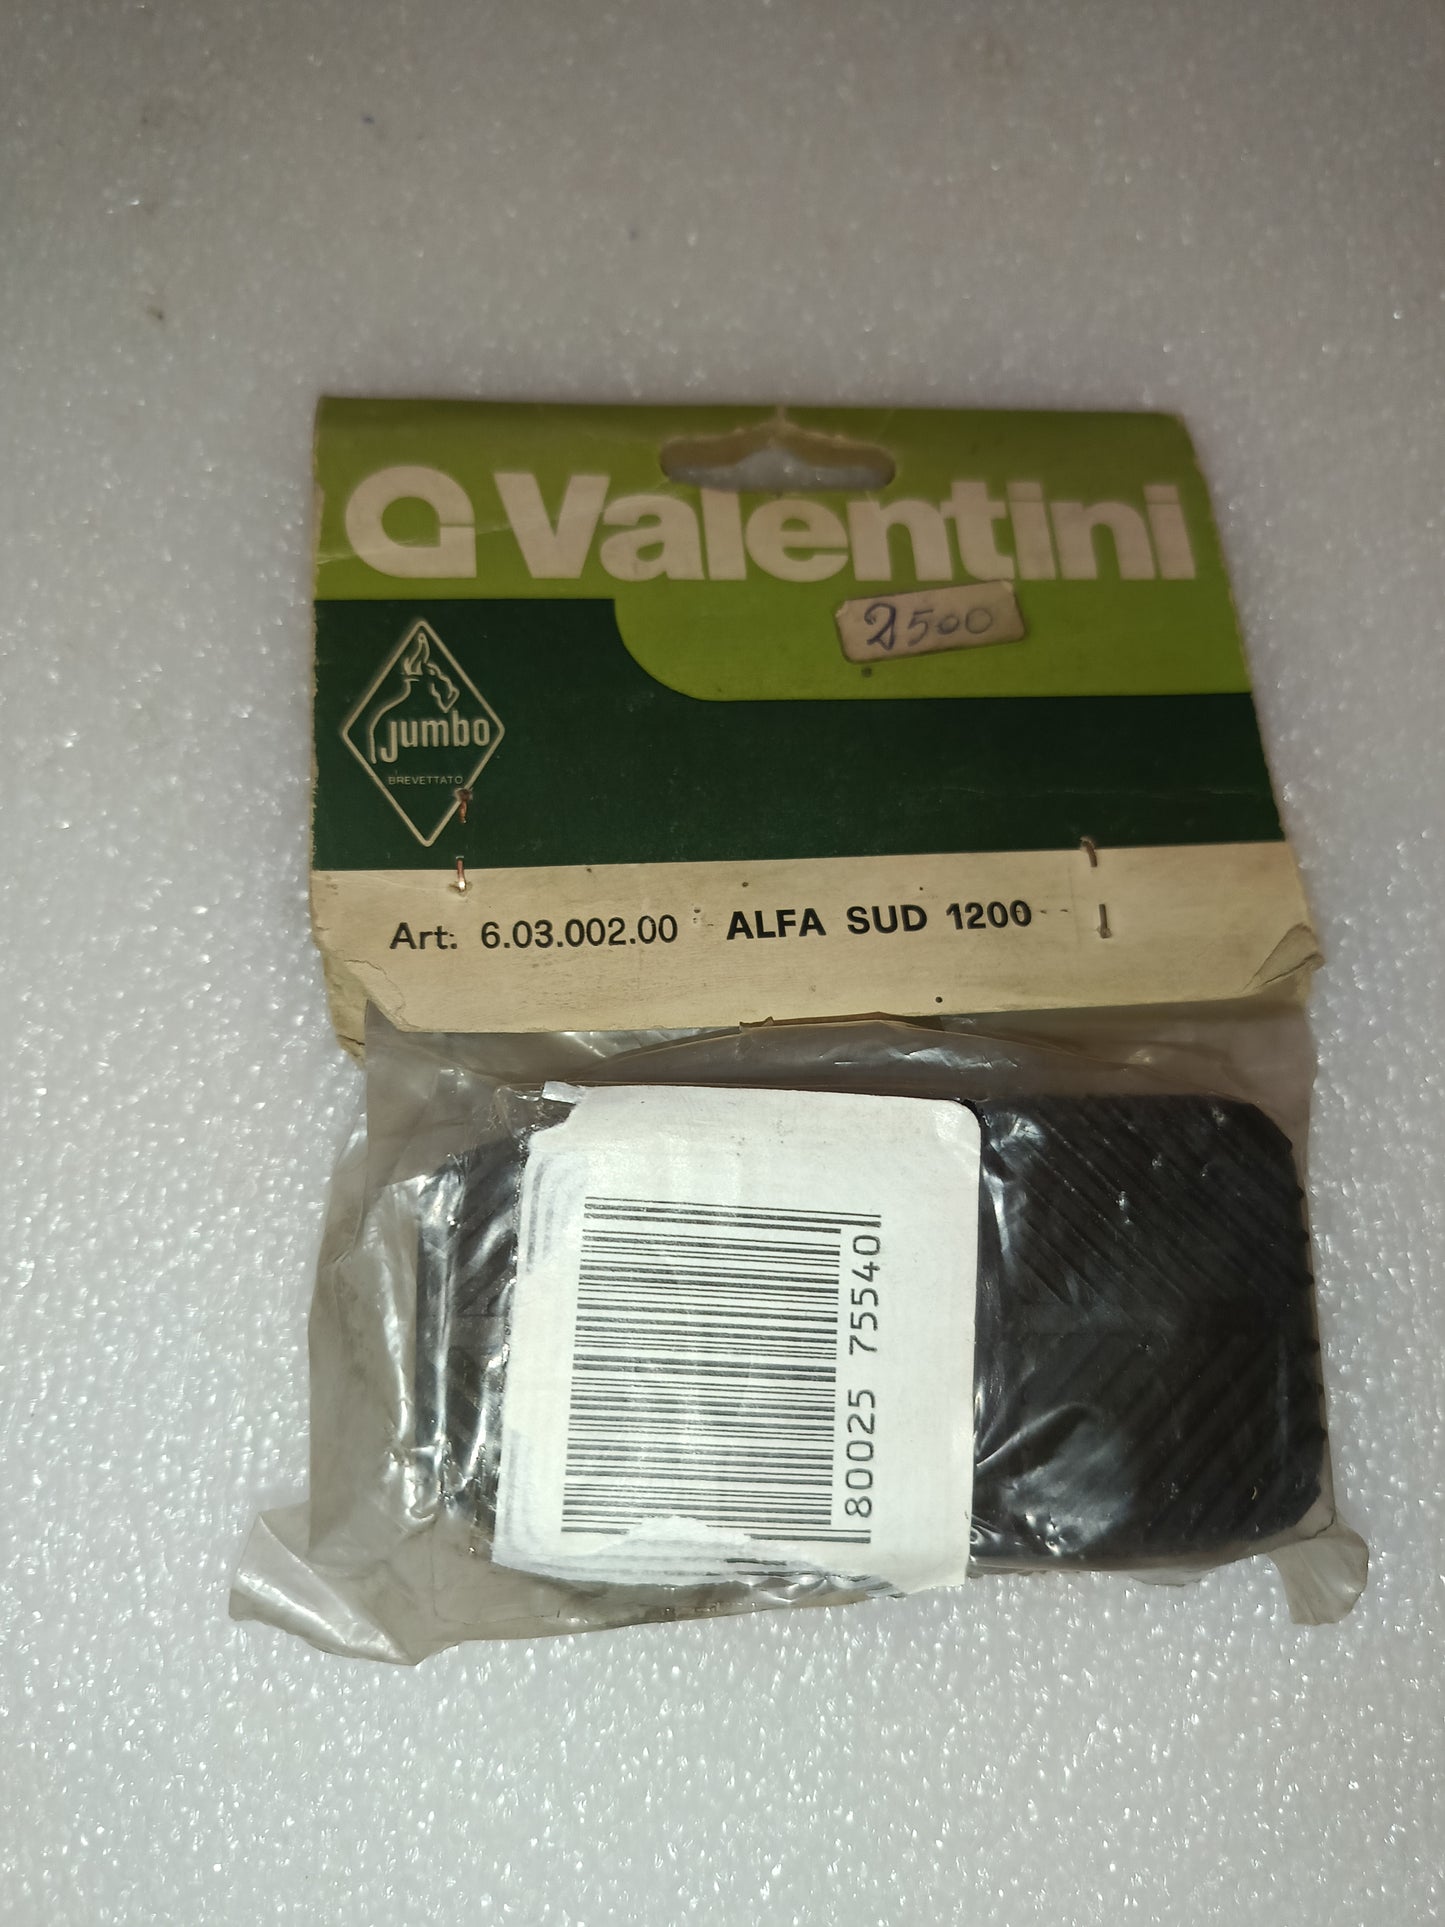 Valentini
2500
jumbo
BREVETTATO
Art: 6.03.002.00 ALFA SUD 1200
80025 75540